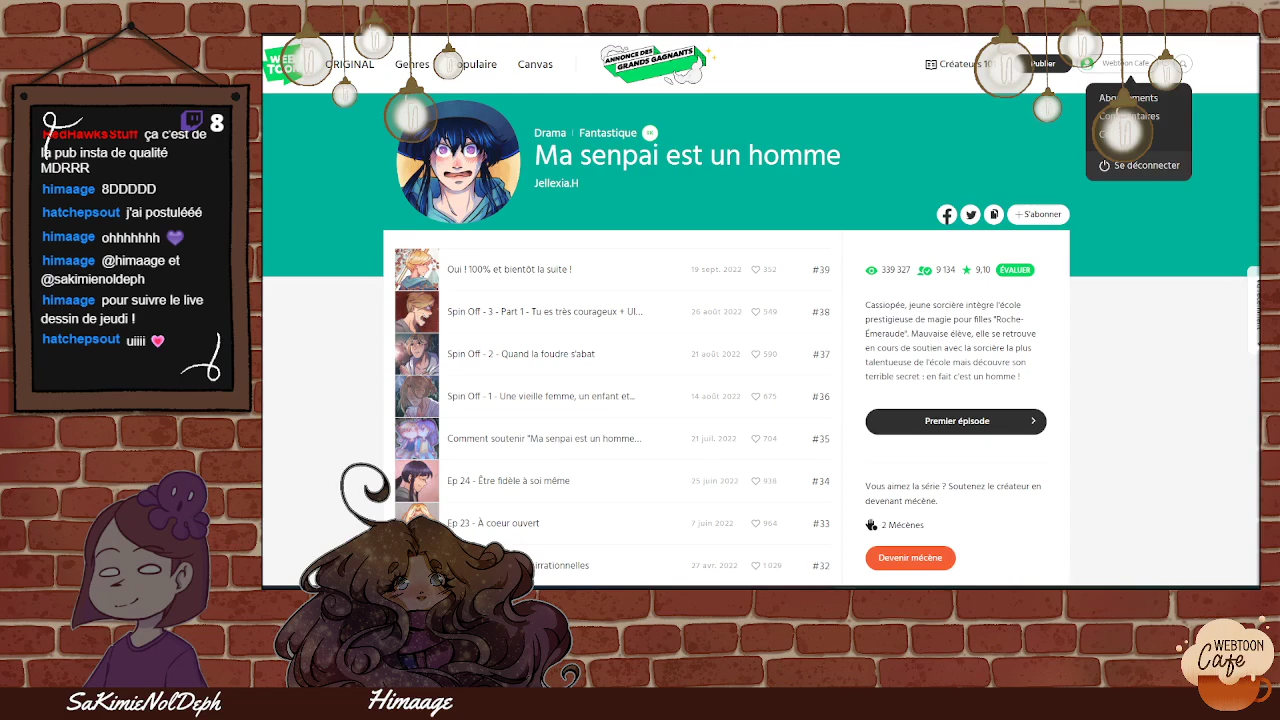 8
RedHawksStuff ça c'est de
la pub insta de qualité
MDRRR
himaage 8DDDDD
hatchepsout j'ai postulééé
himaage ohhhhhhh
himaage @himaage et
@sakimienoldeph
himaage pour suivre le live
dessin de jeudi !
hatchepsout uiiii
ORIGINAL Genres Canvas
ANNONCE DES
GRANDS GAGNANTS
Créateurs
Publier
Webtoon Cafe
Se déconnecter
Drama Fantastique
Ma senpai est un homme
Jellexia.H
+ S'abonner
Oui ! 100% et bientôt la suite ! 19 sept. 2022 352 #39
Spin Off - 3 - Part 1 - Tu es très courageux + Ul... 26 août 2022 549 #38
Spin Off - 2 - Quand la foudre s'abat 21 août 2022 590 #37
Spin Off - 1 - Une vieille femme, un enfant et... 14 août 2022 675 #36
Comment soutenir "Ma senpai est un homme... 21 juil. 2022 704 #35
Ep 24 - Être fidèle à soi même 25 juin 2022 938 #34
Ep 23 - À coeur ouvert 7 juin 2022 964 #33
irrationnelles 27 avr. 2022 1 029 #32
339 327 9 134 9,10 ÉVALUER
Cassiopée, jeune sorcière intègre l'école
prestigieuse de magie pour filles "Roche-
Émeraude". Mauvaise élève, elle se retrouve
en cours de soutien avec la sorcière la plus
talentueuse de l'école mais découvre son
terrible secret : en fait c'est un homme !
Premier épisode
Vous aimez la série ? Soutenez le créateur en
devenant mécène.
2 Mécènes
Devenir mécène
SaKimieNolDeph
Himaage
WEBTOON
Cafe